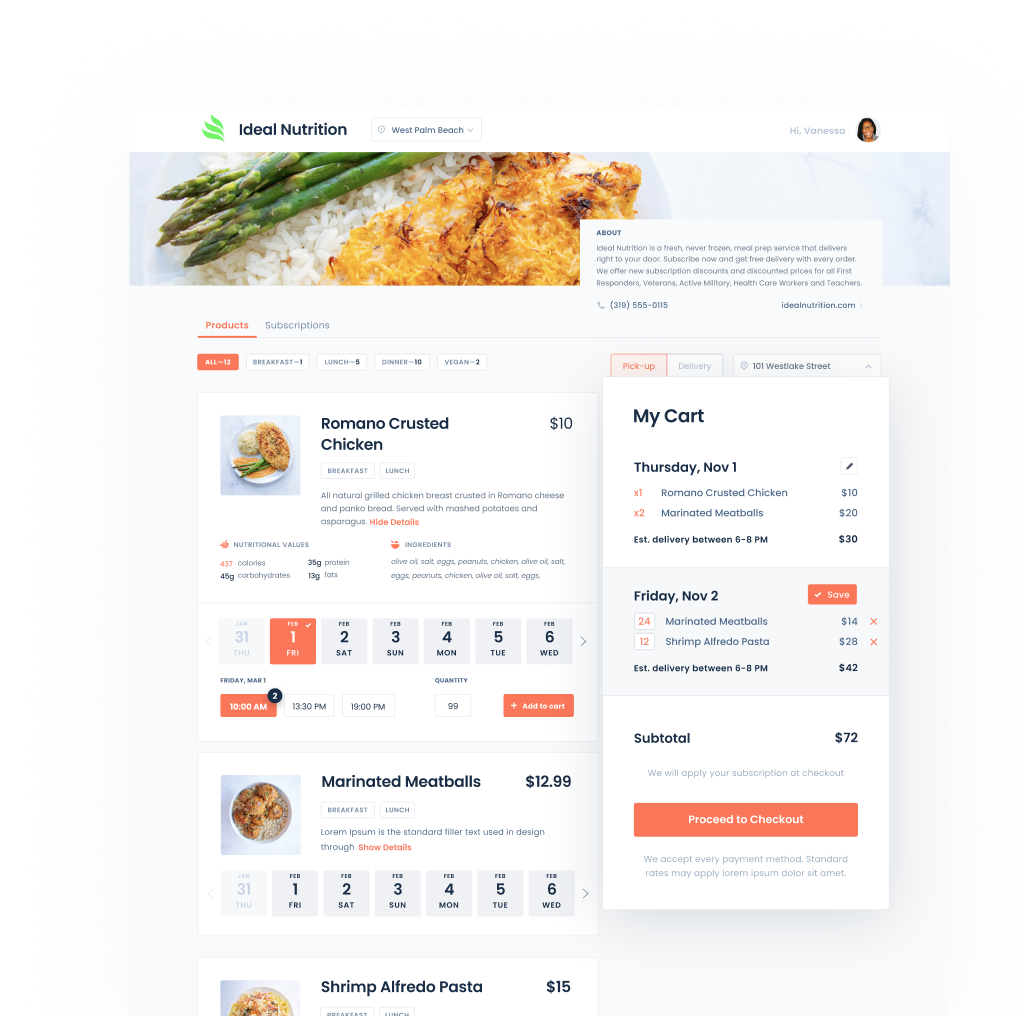 Ideal Nutrition
West Palm Beach
Hi, Vanessa
ABOUT
Ideal Nutrition is a fresh, never frozen, meal prep service that delivers
right to your door. Subscribe now and get free delivery with every order.
We offer new subscription discounts and discounted prices for all First
Responders, Veterans, Active Military, Health Care Workers and Teachers.
(319) 555-0115
idealnutrition.com
Products
Subscriptions
ALL—12
BREAKFAST—1
LUNCH—5
DINNER—10
VEGAN—2
Pick-up
Delivery
101 Westlake Street
Romano Crusted
Chicken
$10
BREAKFAST
LUNCH
All natural grilled chicken breast crusted in Romano cheese
and panko bread. Served with mashed potatoes and
asparagus. Hide Details
NUTRITIONAL VALUES
437 calories
35g protein
45g carbohydrates
13g fats
INGREDIENTS
olive oil, salt, eggs, peanuts, chicken, olive oil, salt,
eggs, peanuts, chicken, olive oil, salt, eggs.
JAN
31
THU
FEB
1
FRI
FEB
2
SAT
FEB
3
SUN
FEB
4
MON
FEB
5
TUE
FEB
6
WED
FRIDAY, MAR 1
QUANTITY
10:00 AM
2
13:30 PM
19:00 PM
99
+ Add to cart
Marinated Meatballs
$12.99
BREAKFAST
LUNCH
Lorem Ipsum is the standard filler text used in design
through Show Details
JAN
31
THU
FEB
1
FRI
FEB
2
SAT
FEB
3
SUN
FEB
4
MON
FEB
5
TUE
FEB
6
WED
Shrimp Alfredo Pasta
$15
BREAKFAST
LUNCH
My Cart
Thursday, Nov 1
x1 Romano Crusted Chicken $10
x2 Marinated Meatballs $20
Est. delivery between 6-8 PM $30
Friday, Nov 2
Save
24 Marinated Meatballs $14
12 Shrimp Alfredo Pasta $28
Est. delivery between 6-8 PM $42
Subtotal $72
We will apply your subscription at checkout
Proceed to Checkout
We accept every payment method. Standard
rates may apply lorem ipsum dolor sit amet.